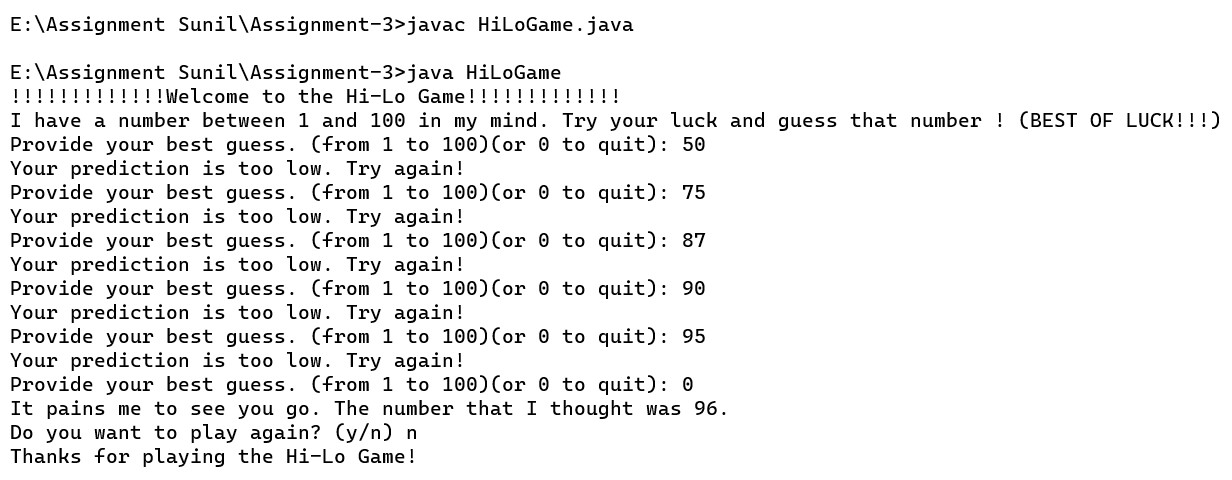 E:\Assignment Sunil\Assignment-3>javac HiLoGame.java
E:\Assignment Sunil\Assignment-3>java HiLoGame
!!!!!!!!!!!!!Welcome to the Hi-Lo Game!!!!!!!!!!!!!
I have a number between 1 and 100 in my mind. Try your luck and guess that number ! (BEST OF LUCK!!!)
Provide your best guess. (from 1 to 100)(or 0 to quit): 50
Your prediction is too low. Try again!
Provide your best guess. (from 1 to 100)(or 0 to quit): 75
Your prediction is too low. Try again!
Provide your best guess. (from 1 to 100)(or 0 to quit): 87
Your prediction is too low. Try again!
Provide your best guess. (from 1 to 100)(or 0 to quit): 90
Your prediction is too low. Try again!
Provide your best guess. (from 1 to 100)(or 0 to quit): 95
Your prediction is too low. Try again!
Provide your best guess. (from 1 to 100)(or 0 to quit): 0
It pains me to see you go. The number that I thought was 96.
Do you want to play again? (y/n) n
Thanks for playing the Hi-Lo Game!